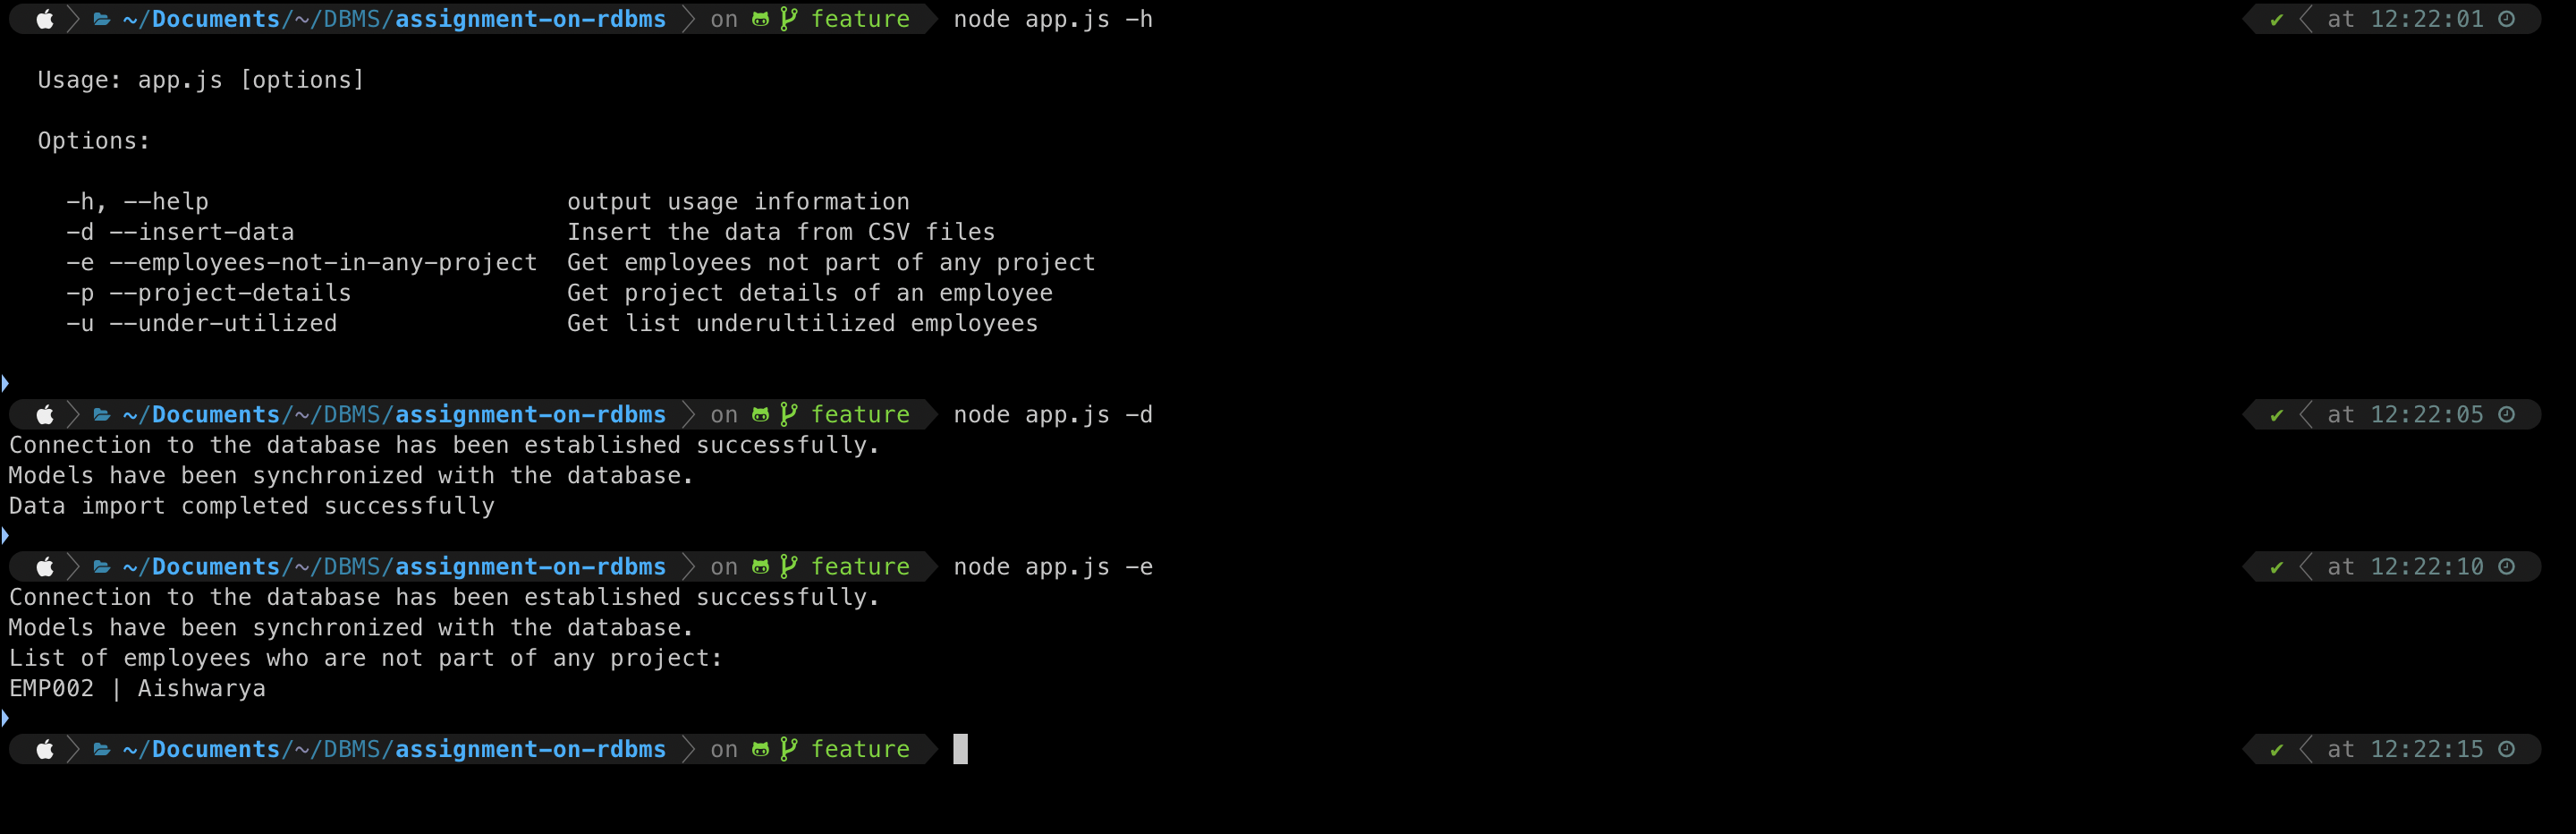 ~/Documents/~/DBMS/assignment-on-rdbms on feature node app.js -h ✔ at 12:22:01
Usage: app.js [options]
Options:
-h, --help output usage information
-d --insert-data Insert the data from CSV files
-e --employees-not-in-any-project Get employees not part of any project
-p --project-details Get project details of an employee
-u --under-utilized Get list underultilized employees
~/Documents/~/DBMS/assignment-on-rdbms on feature node app.js -d ✔ at 12:22:05
Connection to the database has been established successfully.
Models have been synchronized with the database.
Data import completed successfully
~/Documents/~/DBMS/assignment-on-rdbms on feature node app.js -e ✔ at 12:22:10
Connection to the database has been established successfully.
Models have been synchronized with the database.
List of employees who are not part of any project:
EMP002 | Aishwarya
~/Documents/~/DBMS/assignment-on-rdbms on feature ✔ at 12:22:15